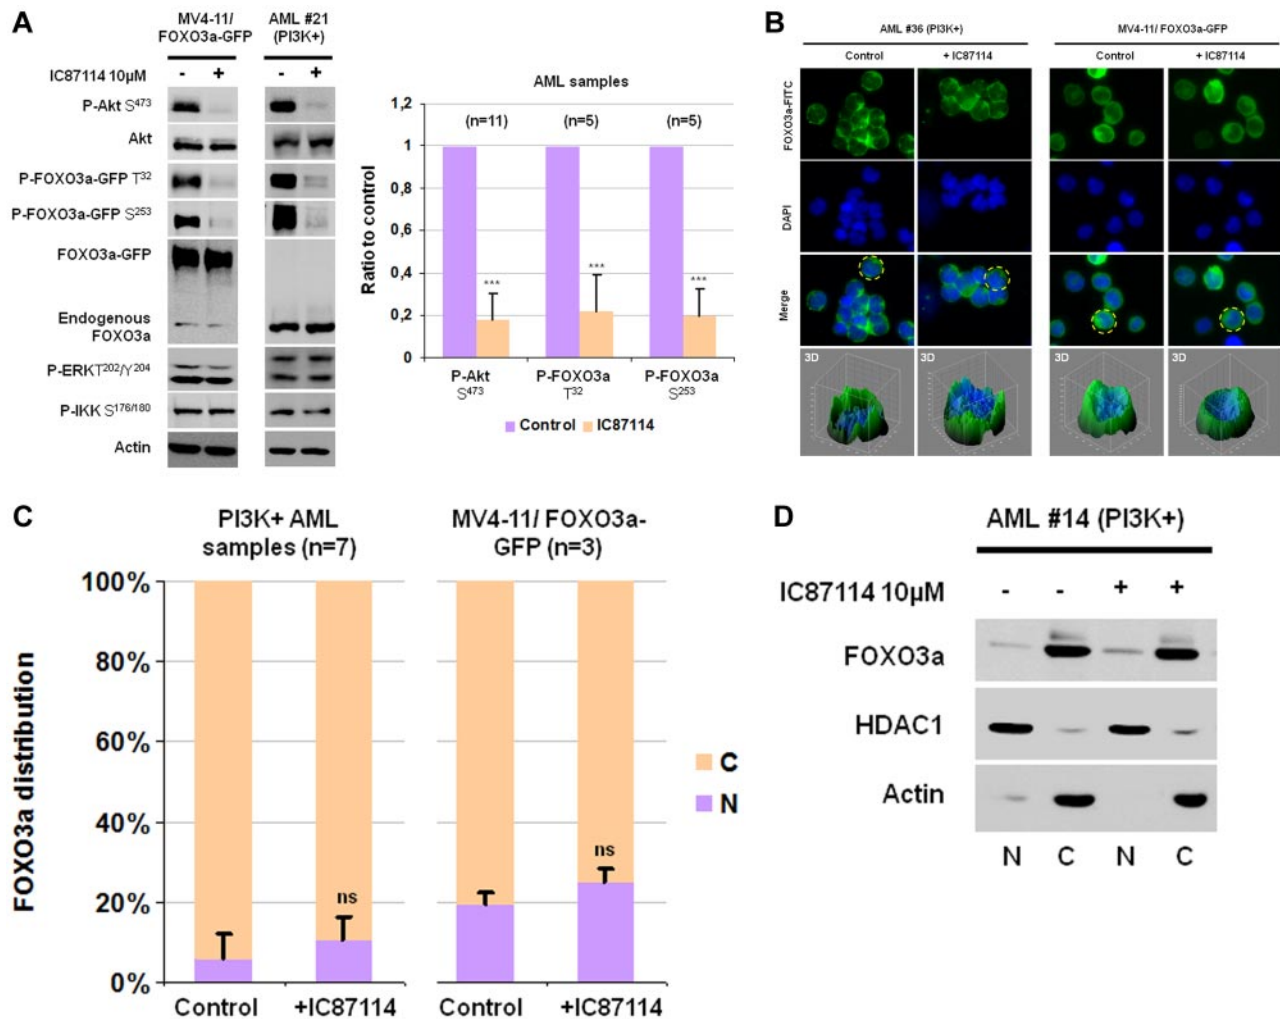 A
MV4-11/
FOXO3a-GFP
AML #21
(PI3K+)
IC87114 10µM
- + - +
P-Akt S473
Akt
P-FOXO3a-GFP T32
P-FOXO3a-GFP S253
FOXO3a-GFP
Endogenous
FOXO3a
P-ERKT202/Y204
P-IKK S176/180
Actin
AML samples
Ratio to control
1,2
1
0,8
0,6
0,4
0,2
0
(n=11) (n=5) (n=5)
*** *** ***
P-Akt
S473
P-FOXO3a
T32
P-FOXO3a
S253
Control IC87114
B
AML #36 (PI3K+)
MV4-11/ FOXO3a-GFP
Control + IC87114 Control + IC87114
FOXO3a-FITC
DAPI
Merge
3D 3D 3D 3D
C
PI3K+ AML
samples (n=7)
MV4-11/ FOXO3a-
GFP (n=3)
FOXO3a distribution
100%
80%
60%
40%
20%
0%
ns
ns
Control +IC87114 Control +IC87114
C
N
D
AML #14 (PI3K+)
IC87114 10µM - - + +
FOXO3a
HDAC1
Actin
N C N C